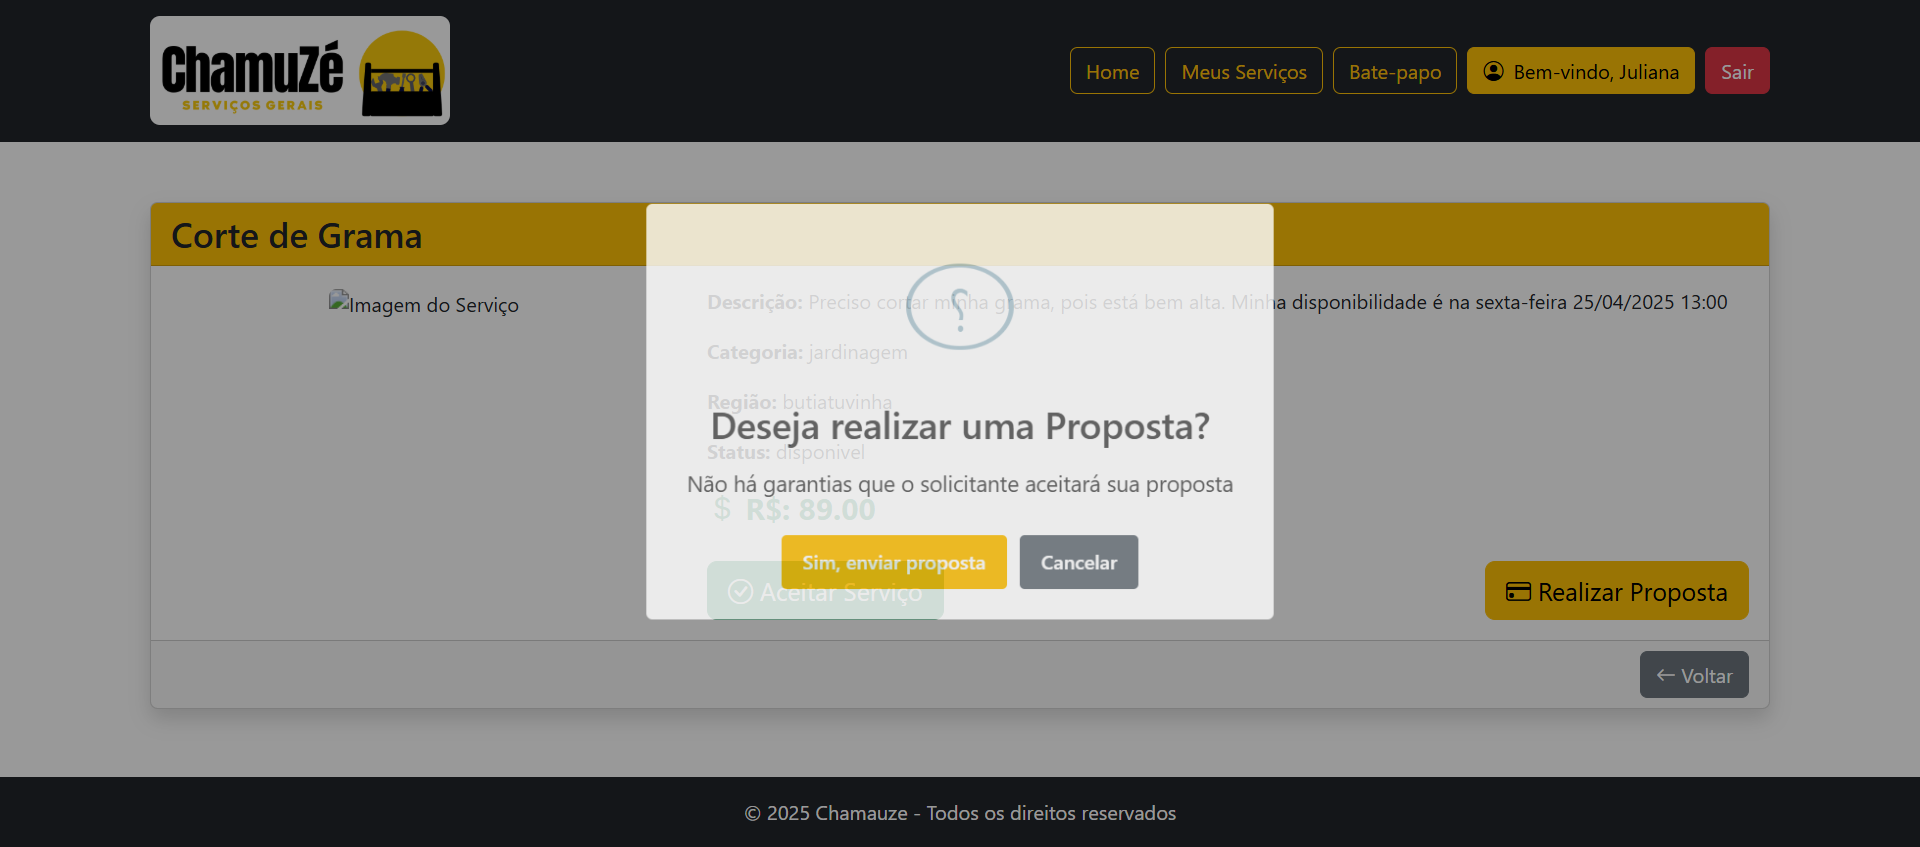 ChamuZé
SERVIÇOS GERAIS
Home
Meus Serviços
Bate-papo
Bem-vindo, Juliana
Sair
Corte de Grama
Imagem do Serviço
Descrição: Preciso cortar minha grama, pois está bem alta. Minha disponibilidade é na sexta-feira 25/04/2025 13:00
Categoria: jardinagem
Região: butiatuvinha
Status: disponivel
$ R$: 89.00
Aceitar Serviço
Realizar Proposta
?
Deseja realizar uma Proposta?
Não há garantias que o solicitante aceitará sua proposta
Sim, enviar proposta
Cancelar
← Voltar
© 2025 Chamauze - Todos os direitos reservados